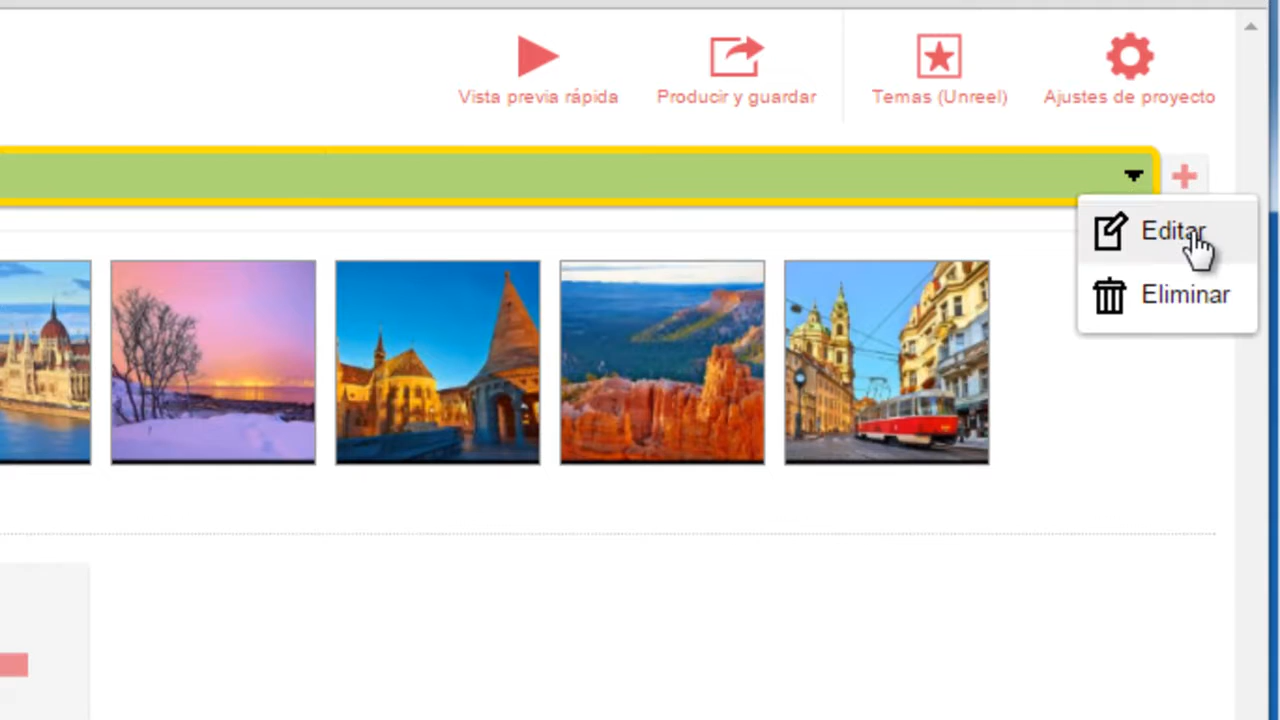 Vista previa rápida
Producir y guardar
Temas (Unreel)
Ajustes de proyecto
Editar
Eliminar